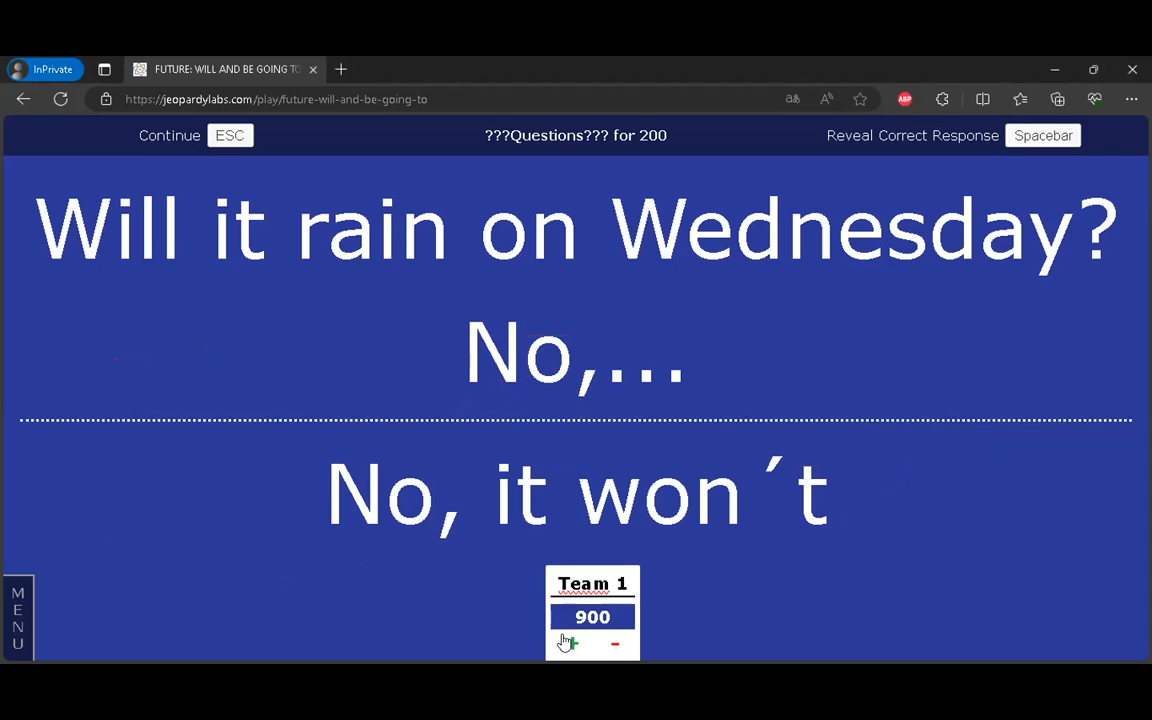 InPrivate
FUTURE: WILL AND BE GOING TO
https://jeopardylabs.com/play/future-will-and-be-going-to
ABP
Continue ESC
???Questions??? for 200
Reveal Correct Response Spacebar
Will it rain on Wednesday?
No,...
No, it won´t
MENU
Team 1
900
+ -